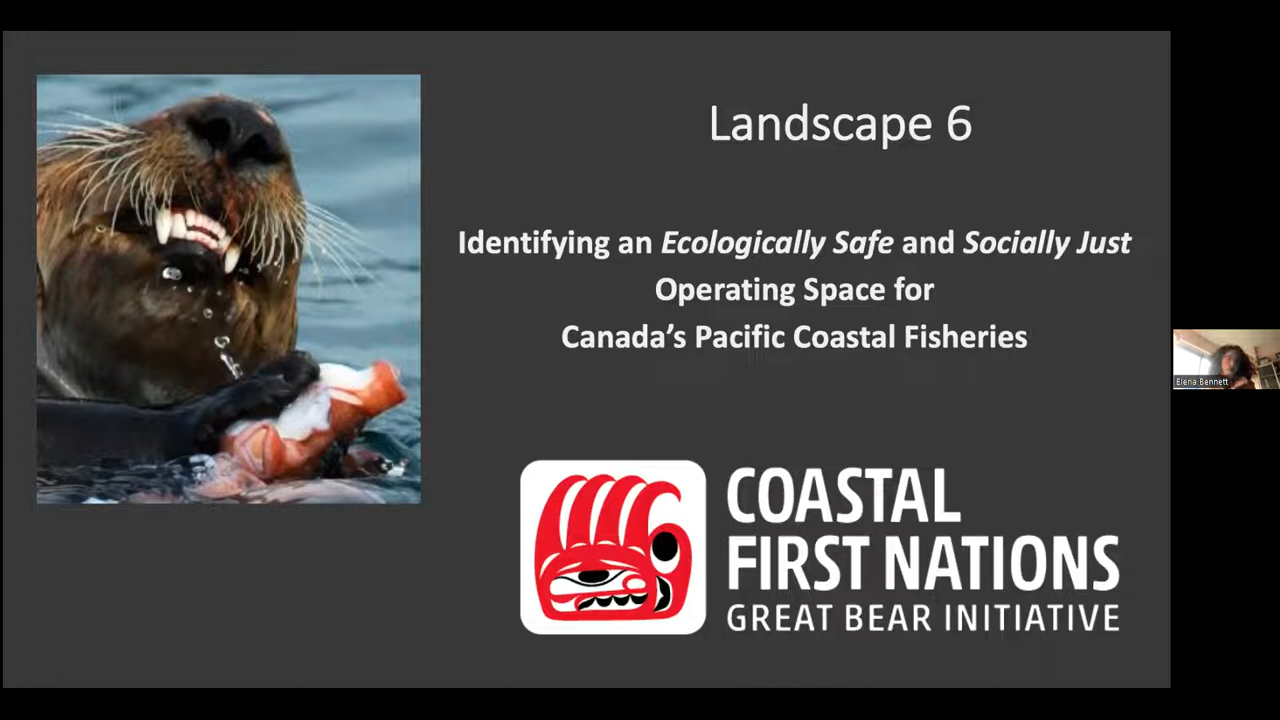 Landscape 6
Identifying an Ecologically Safe and Socially Just
Operating Space for
Canada’s Pacific Coastal Fisheries
COASTAL
FIRST NATIONS
GREAT BEAR INITIATIVE
Elena Bennett